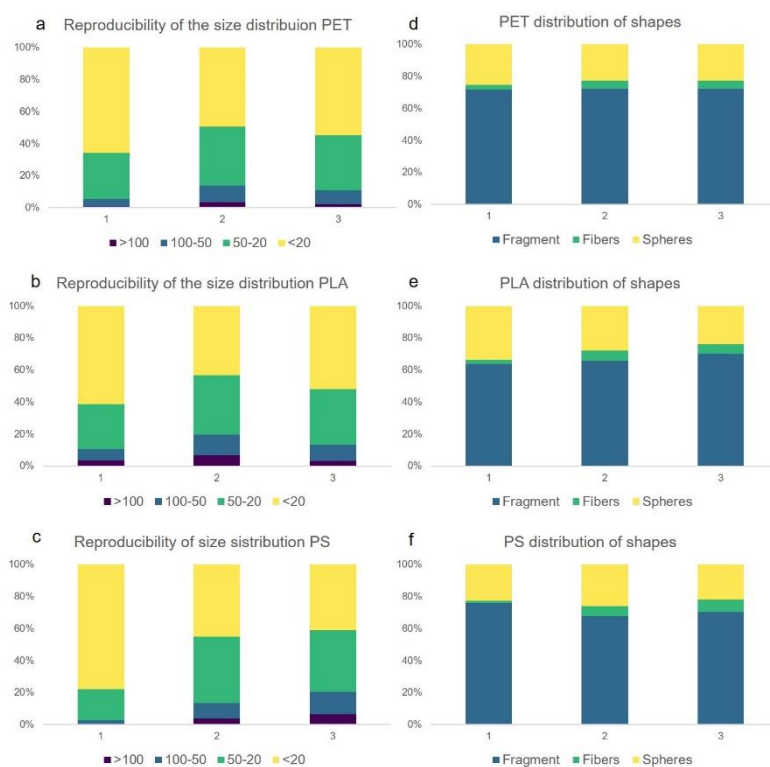 a
Reproducibility of the size distribuion PET
100%
80%
60%
40%
20%
0%
1 2 3
>100 100-50 50-20 <20
d
PET distribution of shapes
100%
80%
60%
40%
20%
0%
1 2 3
Fragment Fibers Spheres
b
Reproducibility of the size distribution PLA
100%
80%
60%
40%
20%
0%
1 2 3
>100 100-50 50-20 <20
e
PLA distribution of shapes
100%
80%
60%
40%
20%
0%
1 2 3
Fragment Fibers Spheres
c
Reproducibility of size sistribution PS
100%
80%
60%
40%
20%
0%
1 2 3
>100 100-50 50-20 <20
f
PS distribution of shapes
100%
80%
60%
40%
20%
0%
1 2 3
Fragment Fibers Spheres